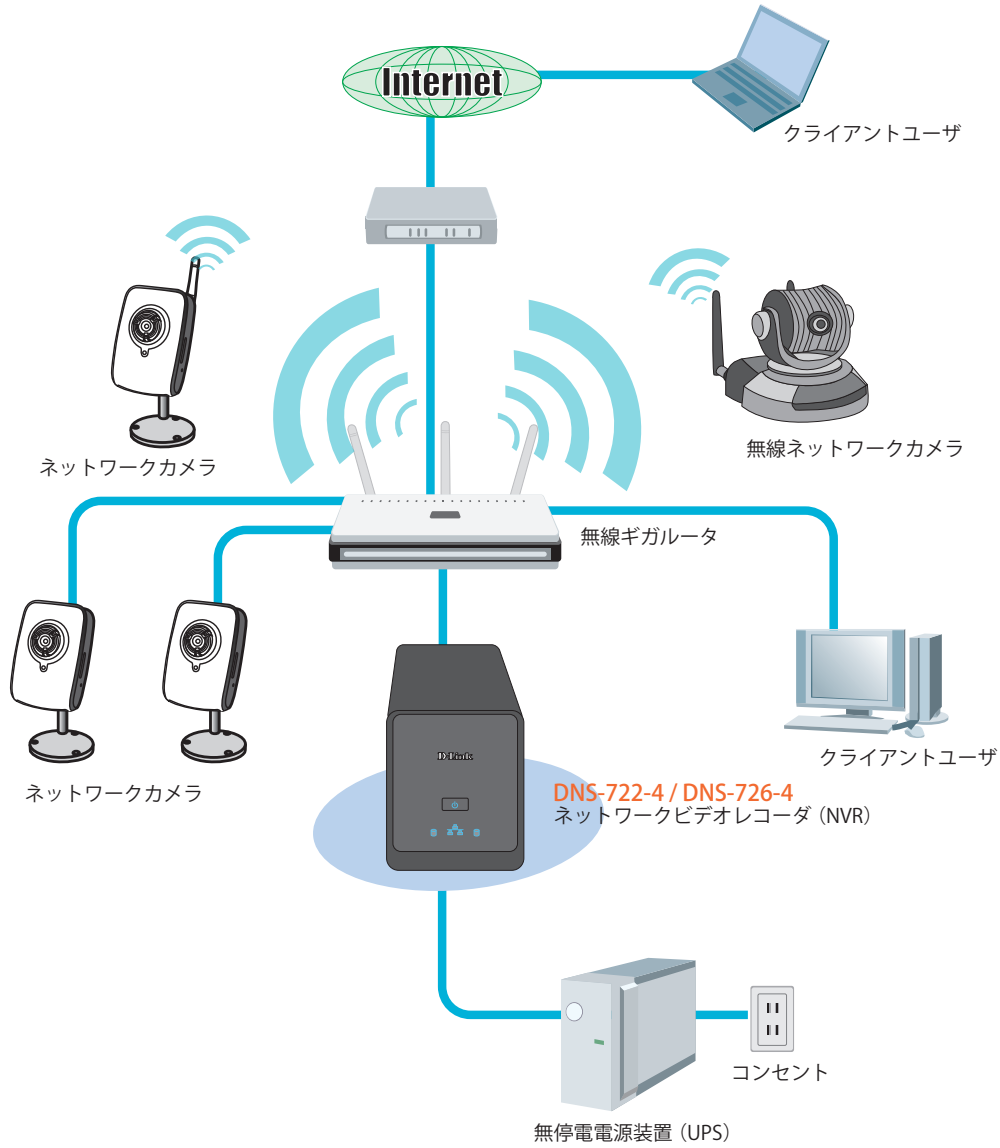 Internet
クライアントユーザ
ネットワークカメラ
無線ネットワークカメラ
無線ギガルータ
ネットワークカメラ
D-Link
クライアントユーザ
DNS-722-4 / DNS-726-4
ネットワークビデオレコーダ (NVR)
コンセント
無停電電源装置 (UPS)